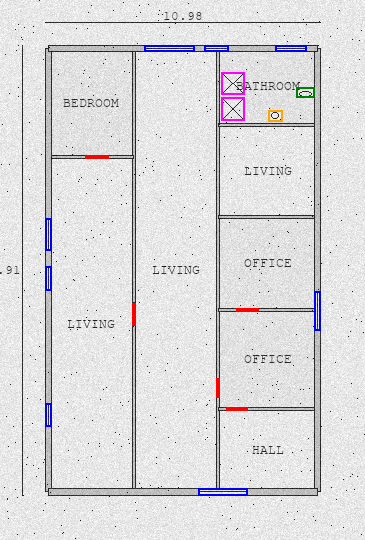 10.98
BATHROOM
BEDROOM
LIVING
OFFICE
.91
LIVING
LIVING
OFFICE
HALL